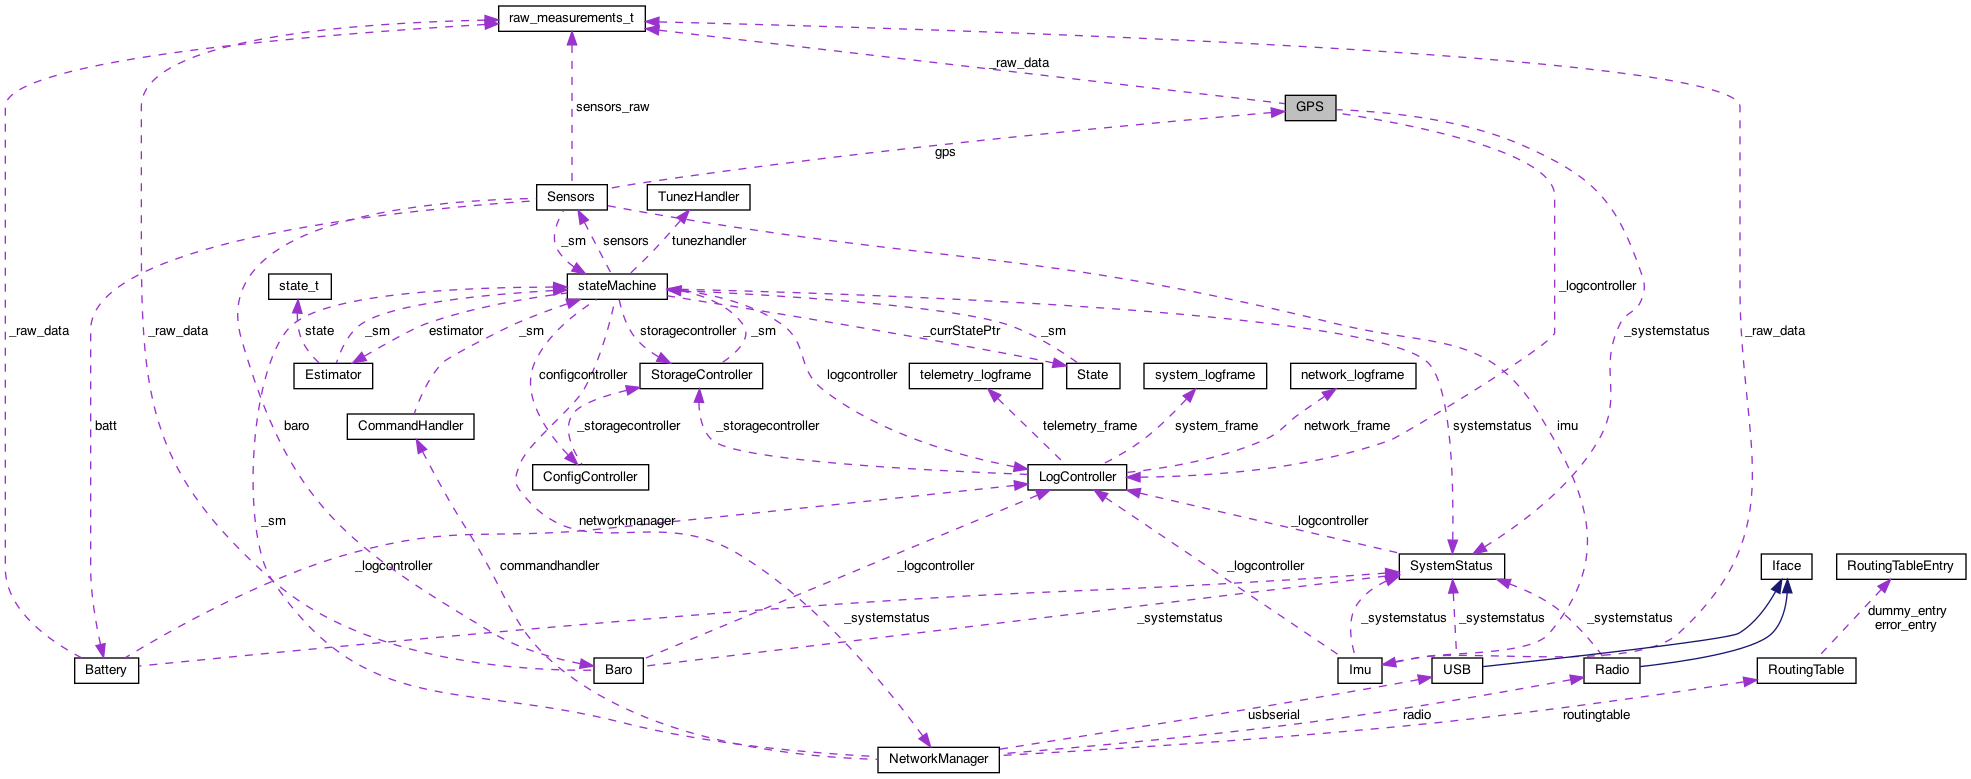 raw_measurements_t
_raw_data
sensors_raw
GPS
gps
Sensors
TunezHandler
_sm
sensors
tunezhandler
state_t
stateMachine
_logcontroller
_raw_data
_raw_data
state
_sm
estimator
_sm
storagecontroller
_sm
_currStatePtr
_sm
_systemstatus
_raw_data
Estimator
configcontroller
StorageController
logcontroller
telemetry_logframe
State
system_logframe
network_logframe
batt
baro
CommandHandler
_storagecontroller
_storagecontroller
telemetry_frame
system_frame
network_frame
systemstatus
imu
ConfigController
LogController
_sm
networkmanager
_logcontroller
_logcontroller
commandhandler
_logcontroller
_logcontroller
SystemStatus
Iface
RoutingTableEntry
_systemstatus
_systemstatus
_systemstatus
_systemstatus
_systemstatus
dummy_entry
error_entry
Battery
Baro
Imu
USB
Radio
RoutingTable
usbserial
radio
routingtable
NetworkManager